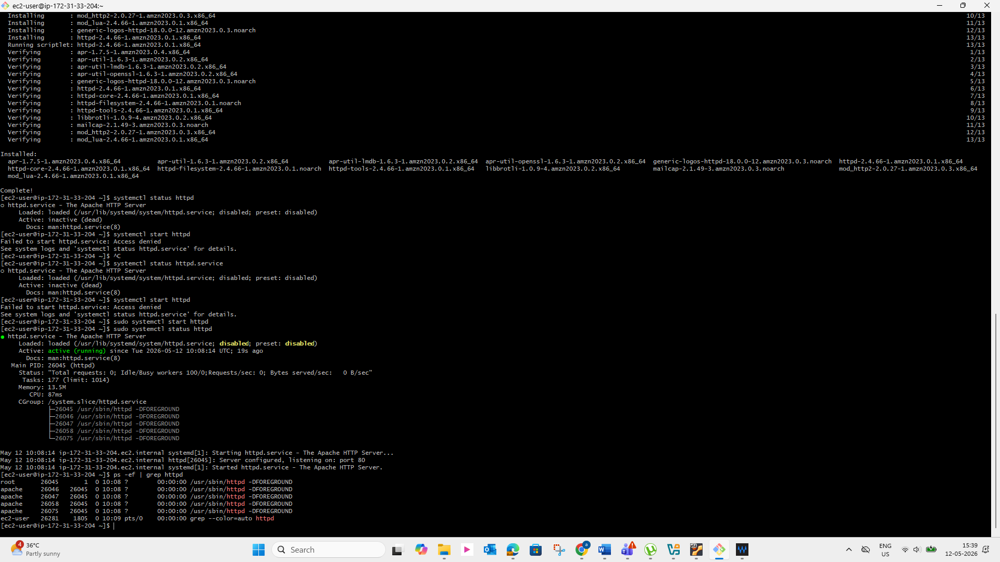 ec2-user@ip-172-31-33-204:~
Installing : mod_http2-2.0.27-1.amzn2023.0.3.x86_64 10/13
Installing : mod_lua-2.4.66-1.amzn2023.0.1.x86_64 11/13
Installing : generic-logos-httpd-18.0.0-12.amzn2023.0.3.noarch 12/13
Installing : httpd-2.4.66-1.amzn2023.0.1.x86_64 13/13
Running scriptlet: httpd-2.4.66-1.amzn2023.0.1.x86_64 13/13
Verifying : apr-1.7.5-1.amzn2023.0.4.x86_64 1/13
Verifying : apr-util-1.6.3-1.amzn2023.0.2.x86_64 2/13
Verifying : apr-util-lmdb-1.6.3-1.amzn2023.0.2.x86_64 3/13
Verifying : apr-util-openssl-1.6.3-1.amzn2023.0.2.x86_64 4/13
Verifying : generic-logos-httpd-18.0.0-12.amzn2023.0.3.noarch 5/13
Verifying : httpd-2.4.66-1.amzn2023.0.1.x86_64 6/13
Verifying : httpd-core-2.4.66-1.amzn2023.0.1.x86_64 7/13
Verifying : httpd-filesystem-2.4.66-1.amzn2023.0.1.noarch 8/13
Verifying : httpd-tools-2.4.66-1.amzn2023.0.1.x86_64 9/13
Verifying : libbrotli-1.0.9-4.amzn2023.0.2.x86_64 10/13
Verifying : mailcap-2.1.49-3.amzn2023.0.3.noarch 11/13
Verifying : mod_http2-2.0.27-1.amzn2023.0.3.x86_64 12/13
Verifying : mod_lua-2.4.66-1.amzn2023.0.1.x86_64 13/13
Installed:
apr-1.7.5-1.amzn2023.0.4.x86_64 apr-util-1.6.3-1.amzn2023.0.2.x86_64 apr-util-lmdb-1.6.3-1.amzn2023.0.2.x86_64 apr-util-openssl-1.6.3-1.amzn2023.0.2.x86_64 generic-logos-httpd-18.0.0-12.amzn2023.0.3.noarch httpd-2.4.66-1.amzn2023.0.1.x86_64
httpd-core-2.4.66-1.amzn2023.0.1.x86_64 httpd-filesystem-2.4.66-1.amzn2023.0.1.noarch httpd-tools-2.4.66-1.amzn2023.0.1.x86_64 libbrotli-1.0.9-4.amzn2023.0.2.x86_64 mailcap-2.1.49-3.amzn2023.0.3.noarch mod_http2-2.0.27-1.amzn2023.0.3.x86_64
mod_lua-2.4.66-1.amzn2023.0.1.x86_64
Complete!
[ec2-user@ip-172-31-33-204 ~]$ systemctl status httpd
○ httpd.service - The Apache HTTP Server
Loaded: loaded (/usr/lib/systemd/system/httpd.service; disabled; preset: disabled)
Active: inactive (dead)
Docs: man:httpd.service(8)
[ec2-user@ip-172-31-33-204 ~]$ systemctl start httpd
Failed to start httpd.service: Access denied
See system logs and 'systemctl status httpd.service' for details.
[ec2-user@ip-172-31-33-204 ~]$ ^C
[ec2-user@ip-172-31-33-204 ~]$ systemctl status httpd.service
○ httpd.service - The Apache HTTP Server
Loaded: loaded (/usr/lib/systemd/system/httpd.service; disabled; preset: disabled)
Active: inactive (dead)
Docs: man:httpd.service(8)
[ec2-user@ip-172-31-33-204 ~]$ systemctl start httpd
Failed to start httpd.service: Access denied
See system logs and 'systemctl status httpd.service' for details.
[ec2-user@ip-172-31-33-204 ~]$ sudo systemctl start httpd
[ec2-user@ip-172-31-33-204 ~]$ sudo systemctl status httpd
● httpd.service - The Apache HTTP Server
Loaded: loaded (/usr/lib/systemd/system/httpd.service; disabled; preset: disabled)
Active: active (running) since Tue 2026-05-12 10:08:14 UTC; 19s ago
Docs: man:httpd.service(8)
Main PID: 26045 (httpd)
Status: "Total requests: 0; Idle/Busy workers 100/0;Requests/sec: 0; Bytes served/sec: 0 B/sec"
Tasks: 177 (limit: 1014)
Memory: 13.5M
CPU: 87ms
CGroup: /system.slice/httpd.service
├─26045 /usr/sbin/httpd -DFOREGROUND
├─26046 /usr/sbin/httpd -DFOREGROUND
├─26047 /usr/sbin/httpd -DFOREGROUND
├─26058 /usr/sbin/httpd -DFOREGROUND
└─26075 /usr/sbin/httpd -DFOREGROUND
May 12 10:08:14 ip-172-31-33-204.ec2.internal systemd[1]: Starting httpd.service - The Apache HTTP Server...
May 12 10:08:14 ip-172-31-33-204.ec2.internal httpd[26045]: Server configured, listening on: port 80
May 12 10:08:14 ip-172-31-33-204.ec2.internal systemd[1]: Started httpd.service - The Apache HTTP Server.
[ec2-user@ip-172-31-33-204 ~]$ ps -ef | grep httpd
root 26045 1 0 10:08 ? 00:00:00 /usr/sbin/httpd -DFOREGROUND
apache 26046 26045 0 10:08 ? 00:00:00 /usr/sbin/httpd -DFOREGROUND
apache 26047 26045 0 10:08 ? 00:00:00 /usr/sbin/httpd -DFOREGROUND
apache 26058 26045 0 10:08 ? 00:00:00 /usr/sbin/httpd -DFOREGROUND
apache 26075 26045 0 10:08 ? 00:00:00 /usr/sbin/httpd -DFOREGROUND
ec2-user 26281 1805 0 10:09 pts/0 00:00:00 grep --color=auto httpd
[ec2-user@ip-172-31-33-204 ~]$
4
36°C
Partly sunny
Search
a
ENG
US
15:39
12-05-2026